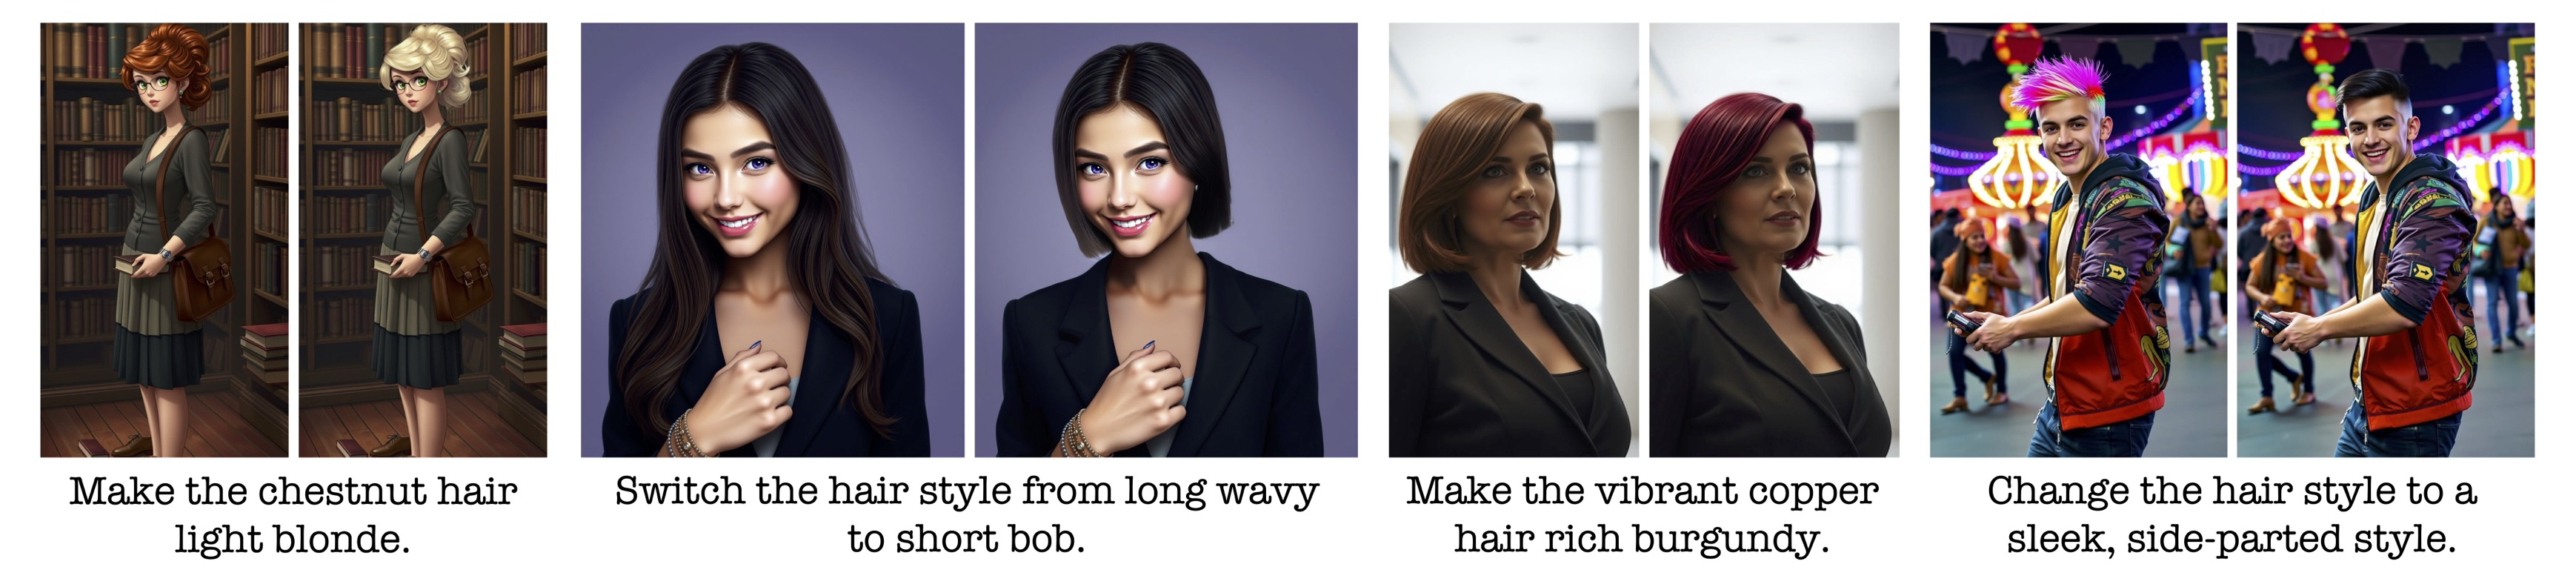 Make the chestnut hair
light blonde.
Switch the hair style from long wavy
to short bob.
Make the vibrant copper
hair rich burgundy.
Change the hair style to a
sleek, side-parted style.